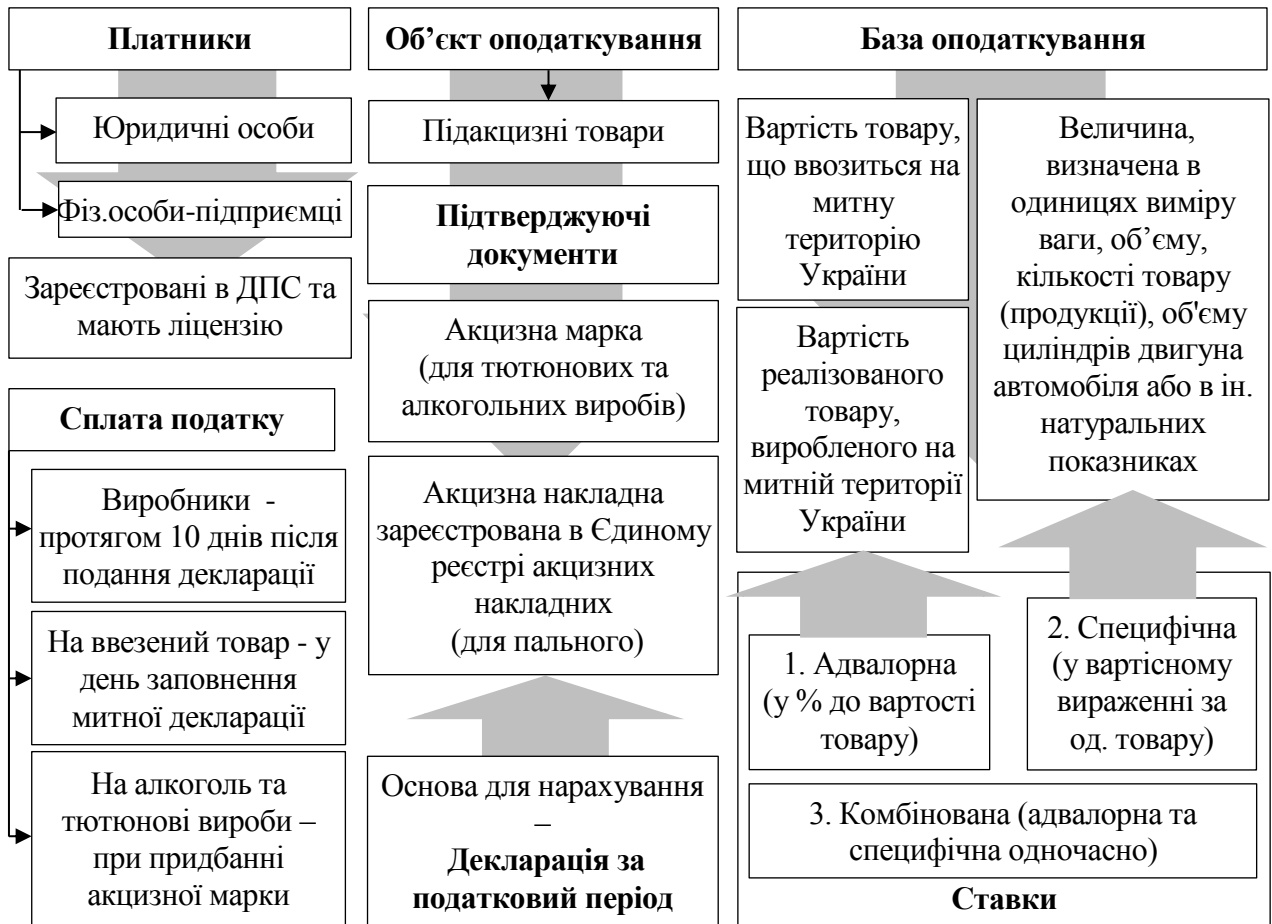 Платники
Юридичні особи
Фіз.особи-підприємці
Зареєстровані в ДПС та
мають ліцензію
Сплата податку
Виробники -
протягом 10 днів після
подання декларації
На ввезений товар - у
день заповнення
митної декларації
На алкоголь та
тютюнові вироби –
при придбанні
акцизної марки
Об’єкт оподаткування
Підакцизні товари
Підтверджуючі
документи
Акцизна марка
(для тютюнових та
алкогольних виробів)
Акцизна накладна
зареєстрована в Єдиному
реєстрі акцизних
накладних
(для пального)
Основа для нарахування
–
Декларація за
податковий період
База оподаткування
Вартість товару,
що ввозиться на
митну
територію
України
Вартість
реалізованого
товару,
виробленого на
митній території
України
Величина,
визначена в
одиницях виміру
ваги, об’єму,
кількості товару
(продукції), об'єму
циліндрів двигуна
автомобіля або в ін.
натуральних
показниках
1. Адвалорна
(у % до вартості
товару)
2. Специфічна
(у вартісному
вираженні за
од. товару)
3. Комбінована (адвалорна та
специфічна одночасно)
Ставки